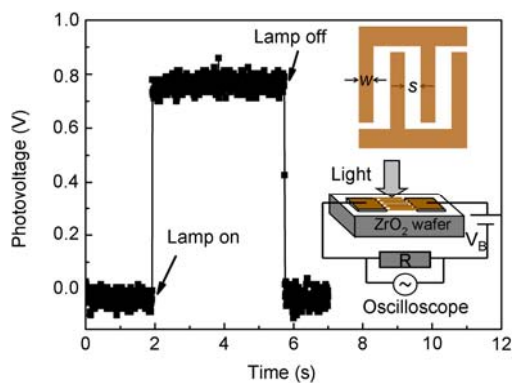 1.0
0.8
0.6
0.4
0.2
0.0
Photovoltage (V)
0
2
4
6
8
10
12
Time (s)
Lamp on
Lamp off
w
s
Light
ZrO2 wafer
VB
R
~
Oscilloscope